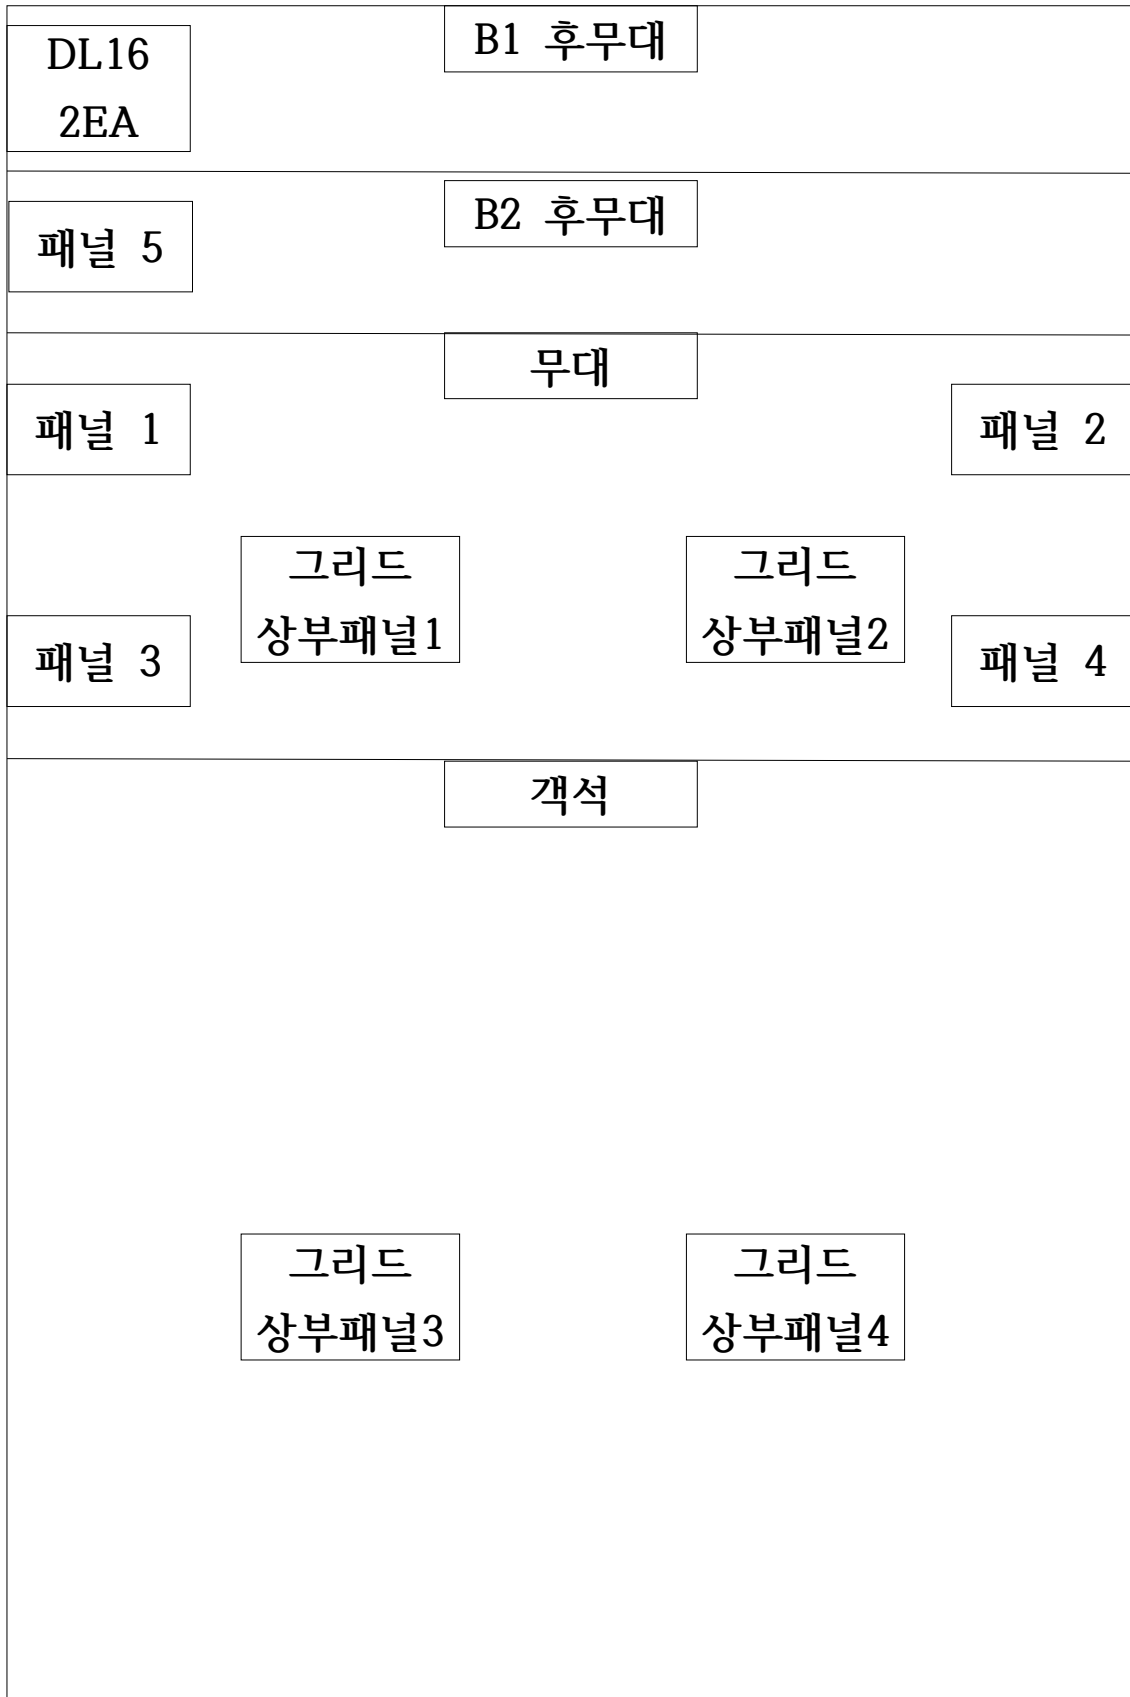 B1 후무대
DL16
2EA
B2 후무대
패널 5
무대
패널 1
패널 2
그리드
상부패널1
그리드
상부패널2
패널 3
패널 4
객석
그리드
상부패널3
그리드
상부패널4